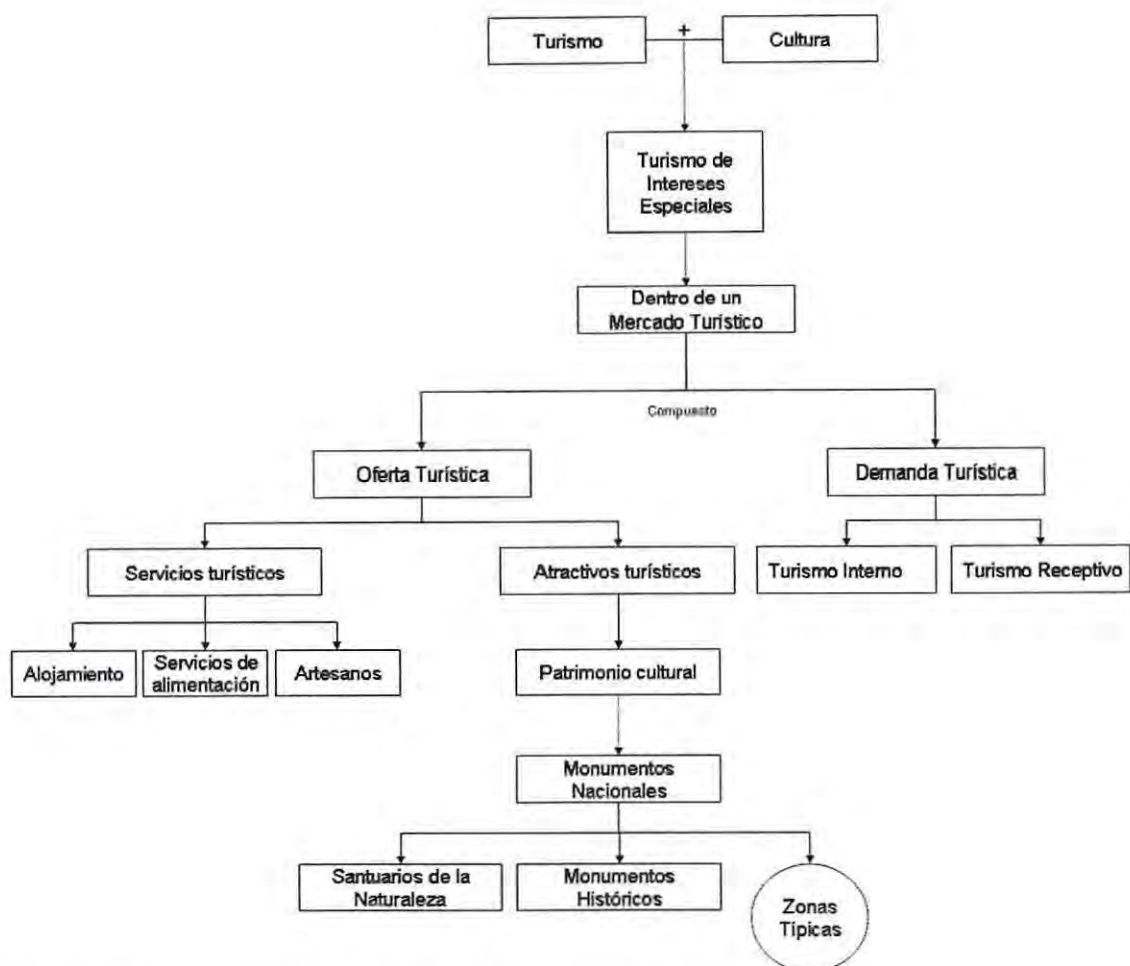 Turismo
+
Cultura
Turismo de
Intereses
Especiales
Dentro de un
Mercado Turístico
Compuesto
Oferta Turística
Demanda Turística
Servicios turísticos
Atractivos turísticos
Turismo Interno
Turismo Receptivo
Alojamiento
Servicios de
alimentación
Artesanos
Patrimonio cultural
Monumentos
Nacionales
Santuarios de la
Naturaleza
Monumentos
Históricos
Zonas
Típicas